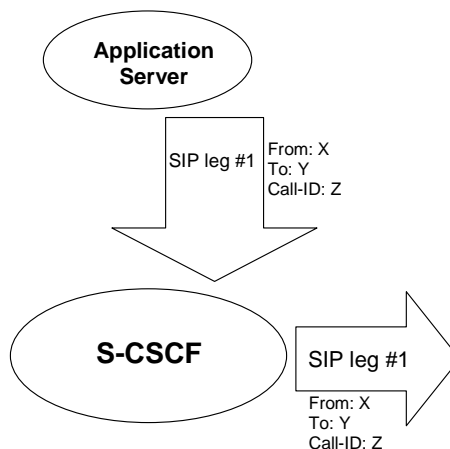 Application
Server
SIP leg #1
From: X
To: Y
Call-ID: Z
S-CSCF
SIP leg #1
From: X
To: Y
Call-ID: Z